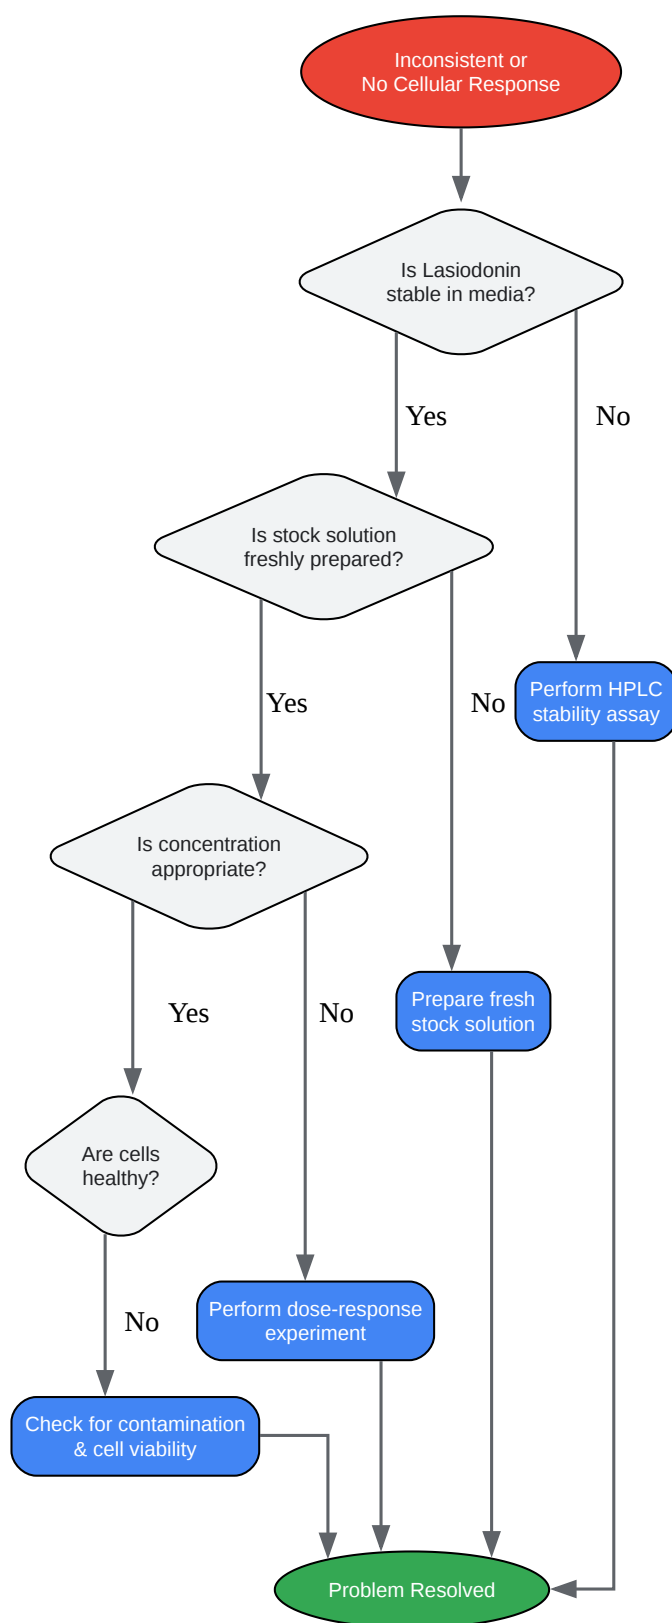 Inconsistent or
No Cellular Response
Is Lasiodonin
stable in media?
Yes
No
Is stock solution
freshly prepared?
Yes
No
Perform HPLC
stability assay
Is concentration
appropriate?
Yes
No
Prepare fresh
stock solution
Are cells
healthy?
No
Perform dose-response
experiment
Check for contamination
& cell viability
Problem Resolved